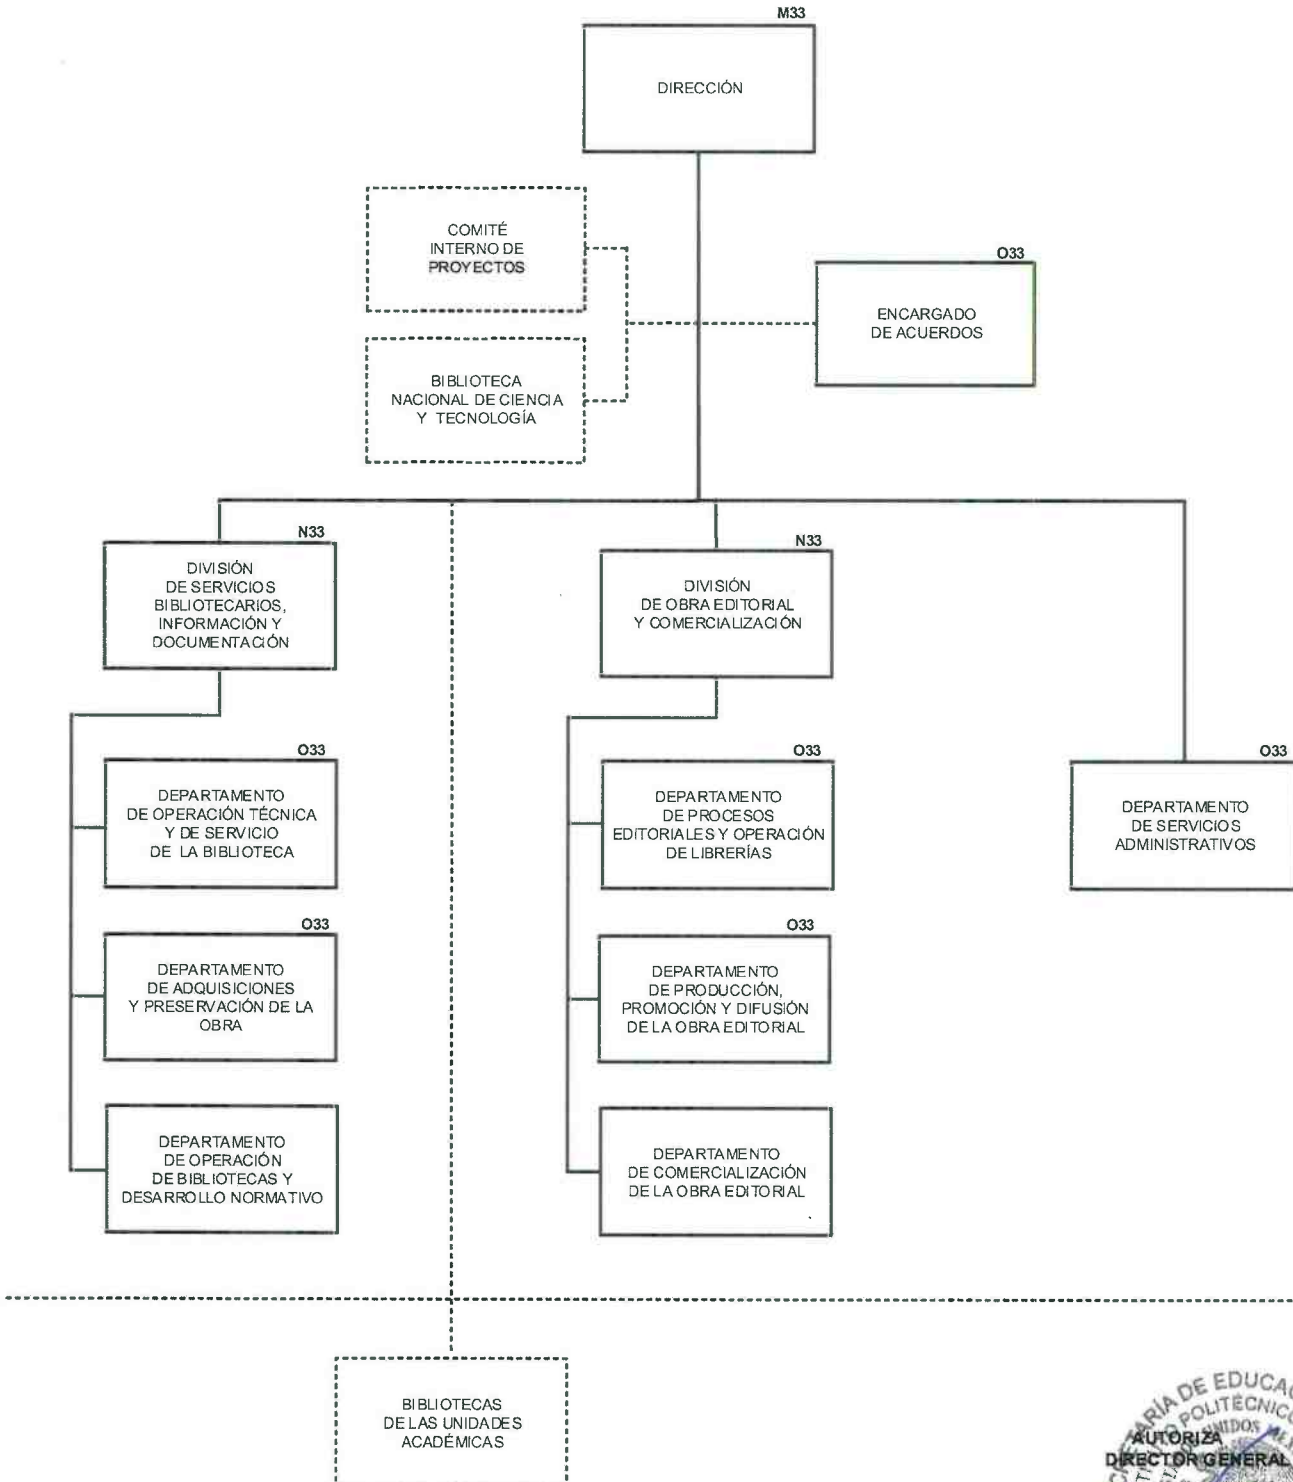 M33
DIRECCIÓN
COMITÉ
INTERNO DE
PROYECTOS
O33
ENCARGADO
DE ACUERDOS
BIBLIOTECA
NACIONAL DE CIENCIA
Y TECNOLOGÍA
N33
DIVISIÓN
DE SERVICIOS
BIBLIOTECARIOS,
INFORMACIÓN Y
DOCUMENTACIÓN
N33
DIVISIÓN
DE OBRA EDITORIAL
Y COMERCIALIZACIÓN
O33
DEPARTAMENTO
DE OPERACIÓN TÉCNICA
Y DE SERVICIO
DE LA BIBLIOTECA
O33
DEPARTAMENTO
DE PROCESOS
EDITORIALES Y OPERACIÓN
DE LIBRERÍAS
O33
DEPARTAMENTO
DE SERVICIOS
ADMINISTRATIVOS
O33
DEPARTAMENTO
DE ADQUISICIONES
Y PRESERVACIÓN DE LA
OBRA
O33
DEPARTAMENTO
DE PRODUCCIÓN,
PROMOCIÓN Y DIFUSIÓN
DE LA OBRA EDITORIAL
DEPARTAMENTO
DE OPERACIÓN
DE BIBLIOTECAS Y
DESARROLLO NORMATIVO
DEPARTAMENTO
DE COMERCIALIZACIÓN
DE LA OBRA EDITORIAL
BIBLIOTECAS
DE LAS UNIDADES
ACADÉMICAS
DE EDUCA
POLITÉCNICO
UNIDOS
AUTORIZA
DIRECTOR GENERAL